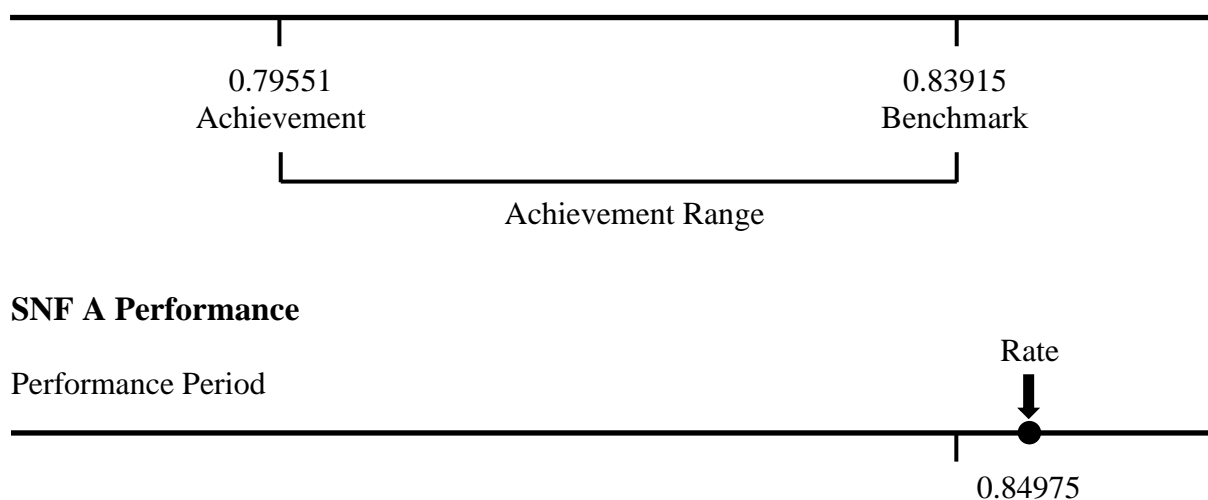 0.79551 0.83915
Achievement Benchmark
Achievement Range
SNF A Performance
Rate
Performance Period
0.84975